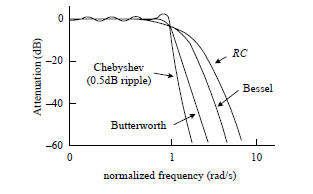 0
RC
Chebyshev
(0.5dB ripple)
–20
Bessel
–40
Butterworth
–60
0 1 10
Attenuation (dB)
normalized frequency (rad/s)